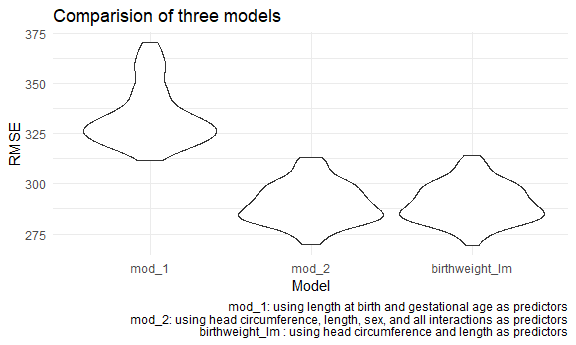 Comparision of three models
375
350
325
300
275
RMSE
mod_1
mod_2
birthweight_lm
Model
mod_1: using length at birth and gestational age as predictors
mod_2: using head circumference, length, sex, and all interactions as predictors
birthweight_lm : using head circumference and length as predictors